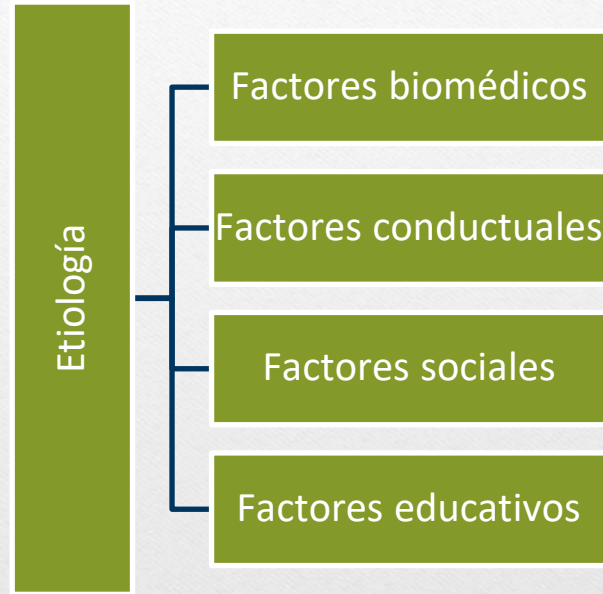 Etiología
Factores biomédicos
Factores conductuales
Factores sociales
Factores educativos